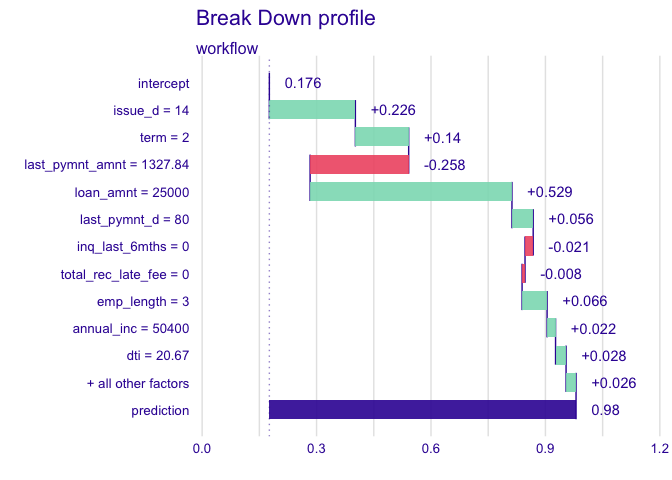 Break Down profile
workflow
intercept 0.176
issue_d = 14 +0.226
term = 2 +0.14
last_pymnt_amnt = 1327.84 -0.258
loan_amnt = 25000 +0.529
last_pymnt_d = 80 +0.056
inq_last_6mths = 0 -0.021
total_rec_late_fee = 0 -0.008
emp_length = 3 +0.066
annual_inc = 50400 +0.022
dti = 20.67 +0.028
+ all other factors +0.026
prediction 0.98
0.0 0.3 0.6 0.9 1.2